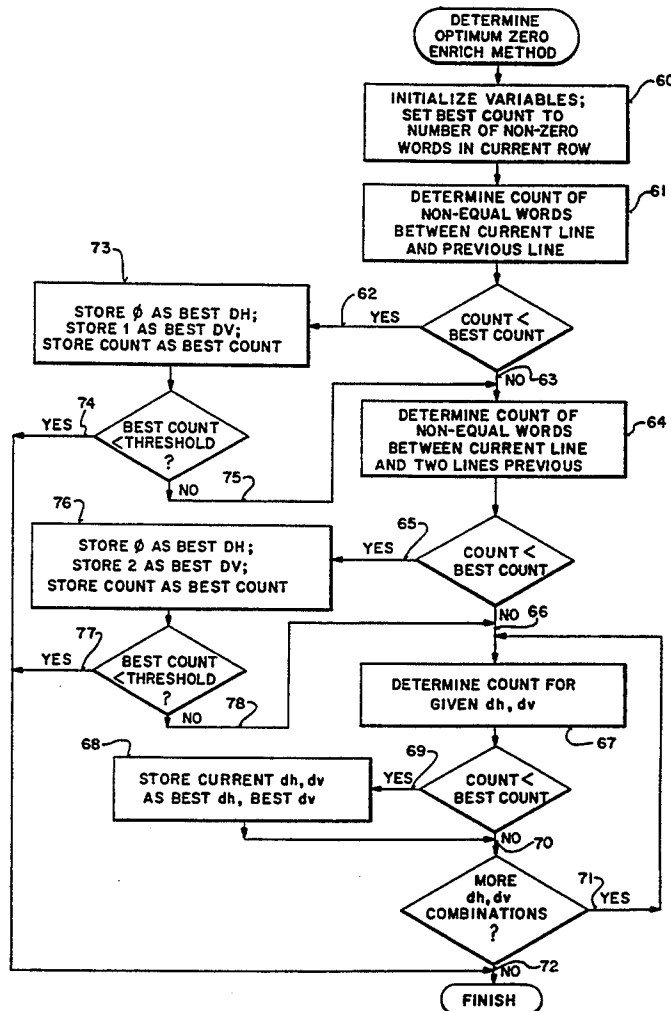 DETERMINE
OPTIMUM ZERO
ENRICH METHOD
60
INITIALIZE VARIABLES;
SET BEST COUNT TO
NUMBER OF NON-ZERO
WORDS IN CURRENT ROW
61
DETERMINE COUNT OF
NON-EQUAL WORDS
BETWEEN CURRENT LINE
AND PREVIOUS LINE
73
STORE ϕ AS BEST DH;
STORE 1 AS BEST DV;
STORE COUNT AS BEST COUNT
62
YES
COUNT <
BEST COUNT
NO
63
74
YES
BEST COUNT
<THRESHOLD
?
NO
75
DETERMINE COUNT OF
NON-EQUAL WORDS
BETWEEN CURRENT LINE
AND TWO LINES PREVIOUS
64
76
STORE ϕ AS BEST DH;
STORE 2 AS BEST DV;
STORE COUNT AS BEST COUNT
YES
65
COUNT <
BEST COUNT
NO
66
77
YES
BEST COUNT
<THRESHOLD
?
NO
78
DETERMINE COUNT FOR
GIVEN dh, dv
67
68
STORE CURRENT dh, dv
AS BEST dh, BEST dv
YES
69
COUNT <
BEST COUNT
NO
70
MORE
dh, dv
COMBINATIONS
?
71
YES
NO
72
FINISH